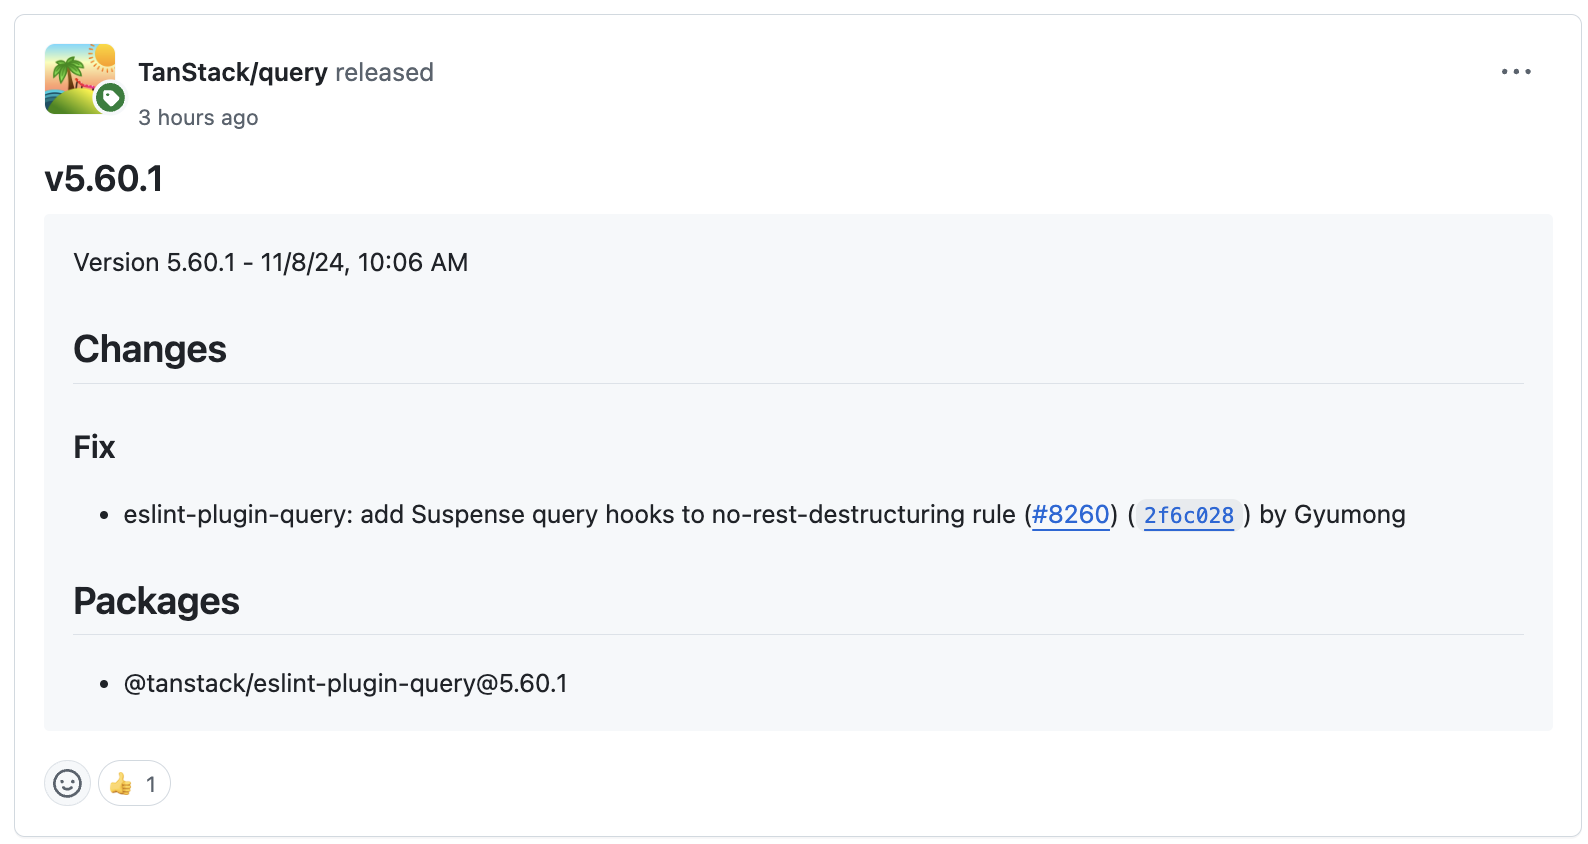 TanStack/query released
3 hours ago
v5.60.1
Version 5.60.1 - 11/8/24, 10:06 AM
Changes
Fix
• eslint-plugin-query: add Suspense query hooks to no-rest-destructuring rule (#8260) (2f6c028) by Gyumong
Packages
• @tanstack/eslint-plugin-query@5.60.1
👍 1